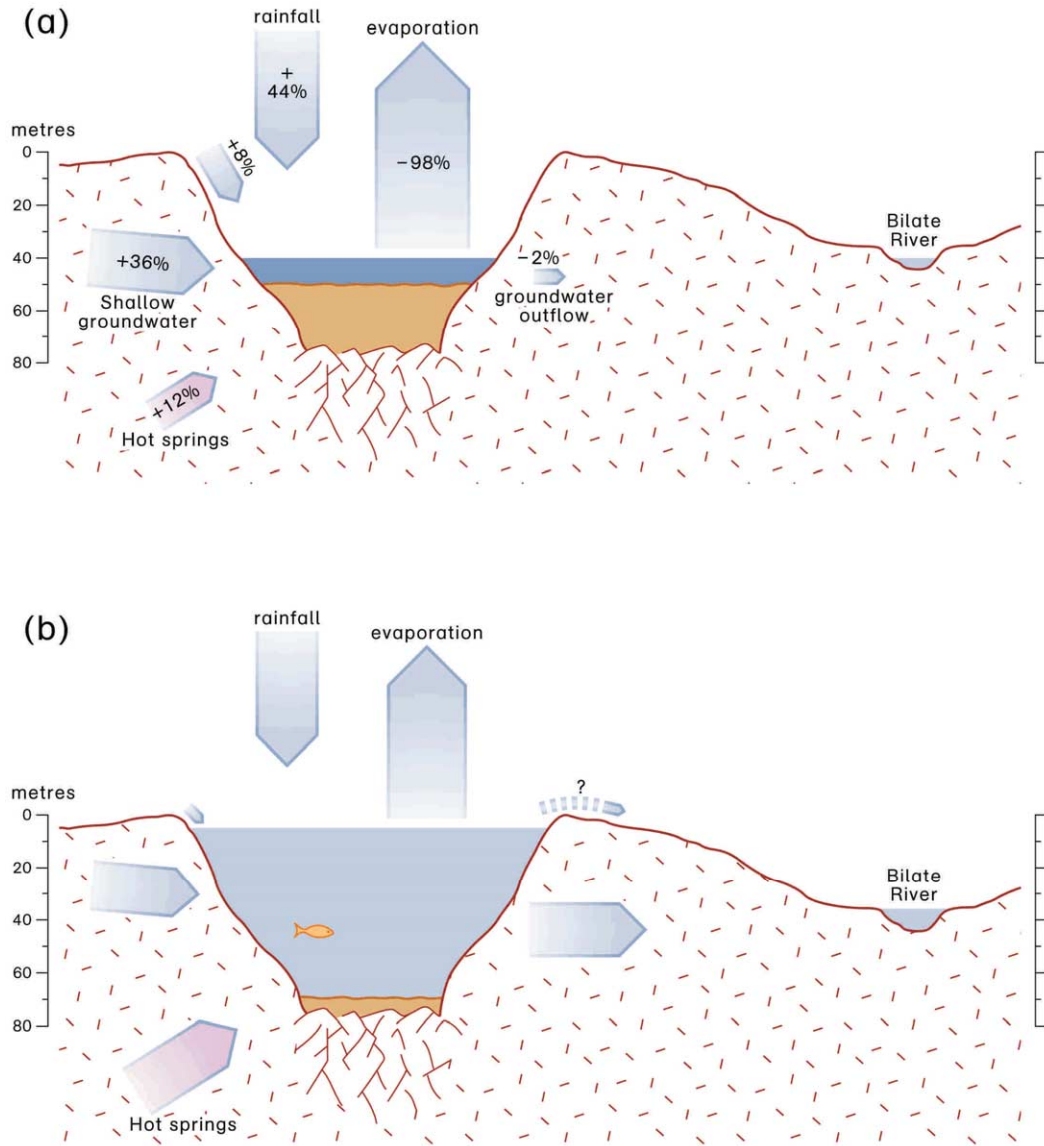 (a)
rainfall
evaporation
+
44%
metres
+8%
−98%
0
20
40
60
80
+36%
Shallow
groundwater
+12%
Hot springs
−2%
groundwater
outflow
Bilate
River
(b)
rainfall
evaporation
metres
?
0
20
40
60
80
Bilate
River
Hot springs